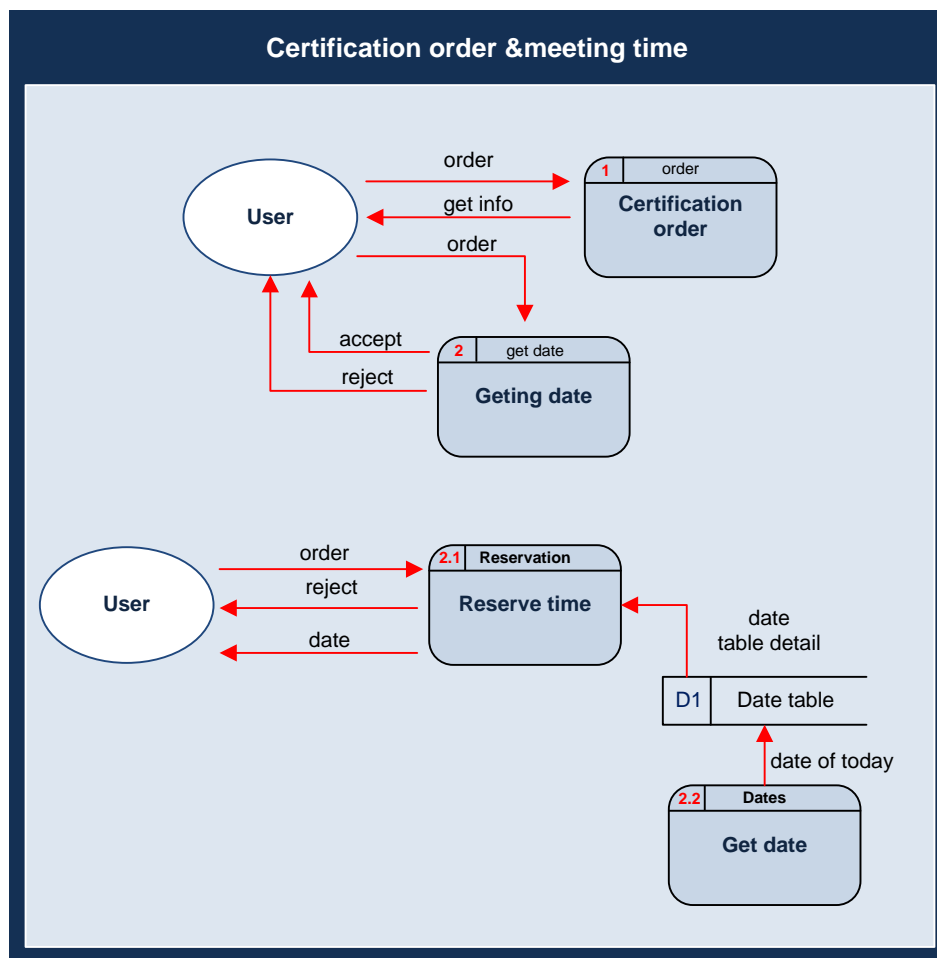 Certification order &meeting time
order
1
order
User
get info
Certification
order
order
accept
2
get date
reject
Geting date
order
2.1
Reservation
User
reject
Reserve time
date
date
table detail
D1
Date table
date of today
2.2
Dates
Get date